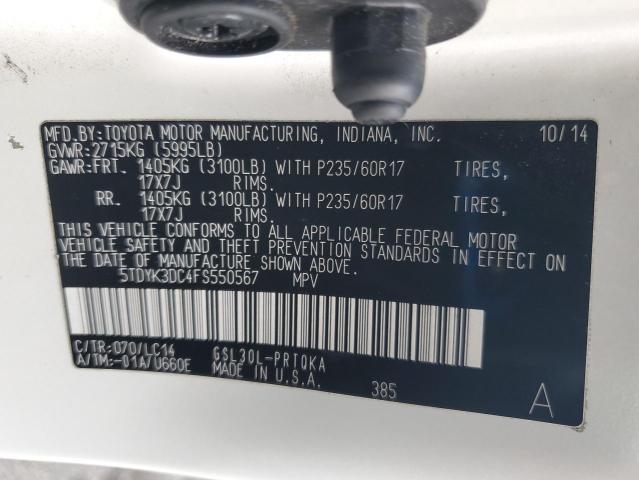 MFD.BY:TOYOTA MOTOR MANUFACTURING, INDIANA, INC. 10/14
GVWR:2715KG (5995LB)
GAWR:FRT. 1405KG (3100LB) WITH P235/60R17 TIRES,
17X7J RIMS.
RR. 1405KG (3100LB) WITH P235/60R17 TIRES,
17X7J RIMS.
THIS VEHICLE CONFORMS TO ALL APPLICABLE FEDERAL MOTOR
VEHICLE SAFETY AND THEFT PREVENTION STANDARDS IN EFFECT ON
THE DATE OF MANUFACTURE SHOWN ABOVE.
5TDYK3DC4FS550567 MPV
C/TR:070/LC14 GSL30L-PRTQKA
A/TM:-01A/U660E MADE IN U.S.A. 385 A